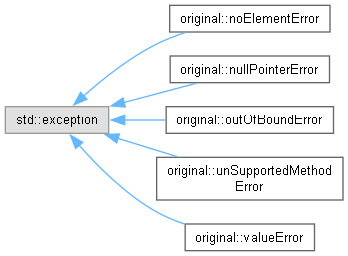 original::noElementError
original::nullPointerError
std::exception
original::outOfBoundError
original::unSupportedMethod
Error
original::valueError